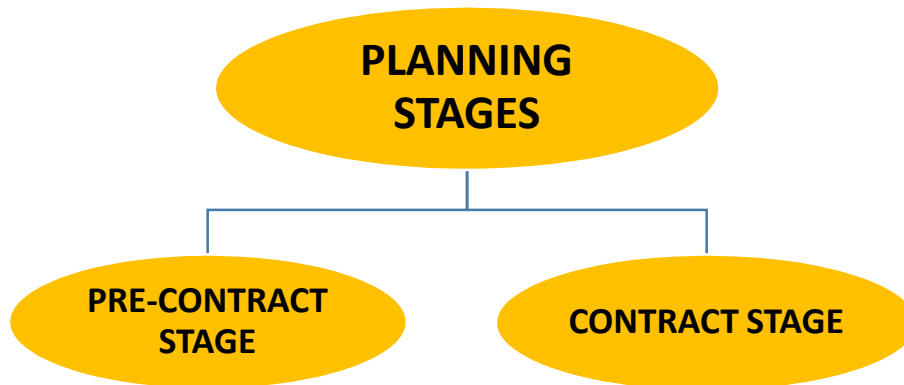 PLANNING
STAGES
PRE-CONTRACT
STAGE
CONTRACT STAGE